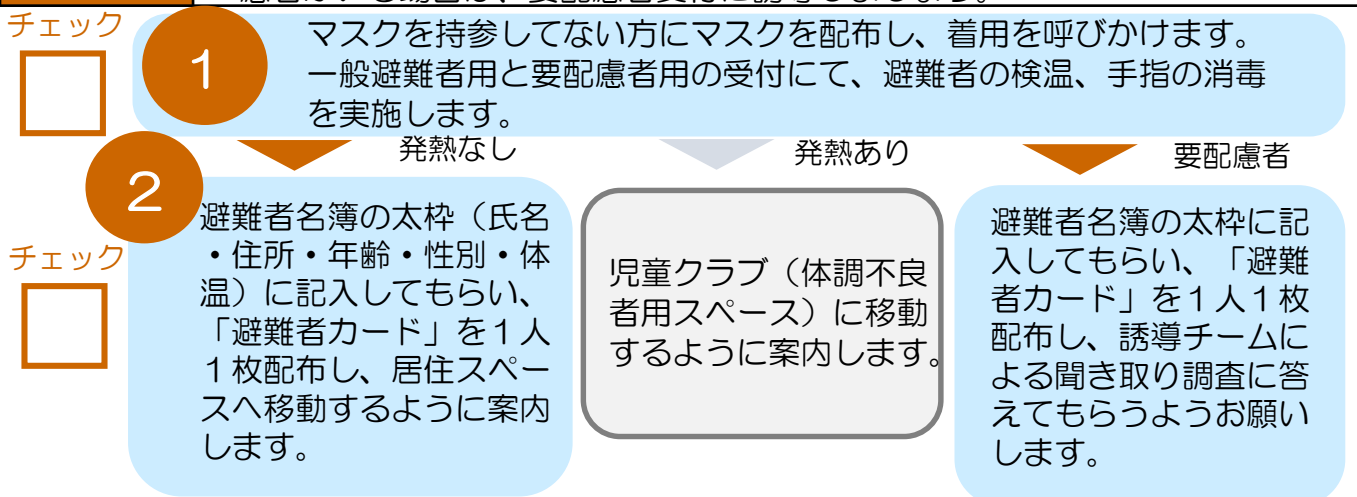 チェック
1
マスクを持参してない方にマスクを配布し、着用を呼びかけます。
一般避難者用と要配慮者用の受付にて、避難者の検温、手指の消毒
を実施します。
発熱なし
発熱あり
要配慮者
2
チェック
避難者名簿の太枠（氏名
・住所・年齢・性別・体
温）に記入してもらい、
「避難者カード」を１人
１枚配布し、居住スペー
スへ移動するように案内
します。
児童クラブ（体調不良
者用スペース）に移動
するように案内します。
避難者名簿の太枠に記
入してもらい、「避難
者カード」を１人１枚
配布し、誘導チームに
よる聞き取り調査に答
えてもらうようお願い
します。